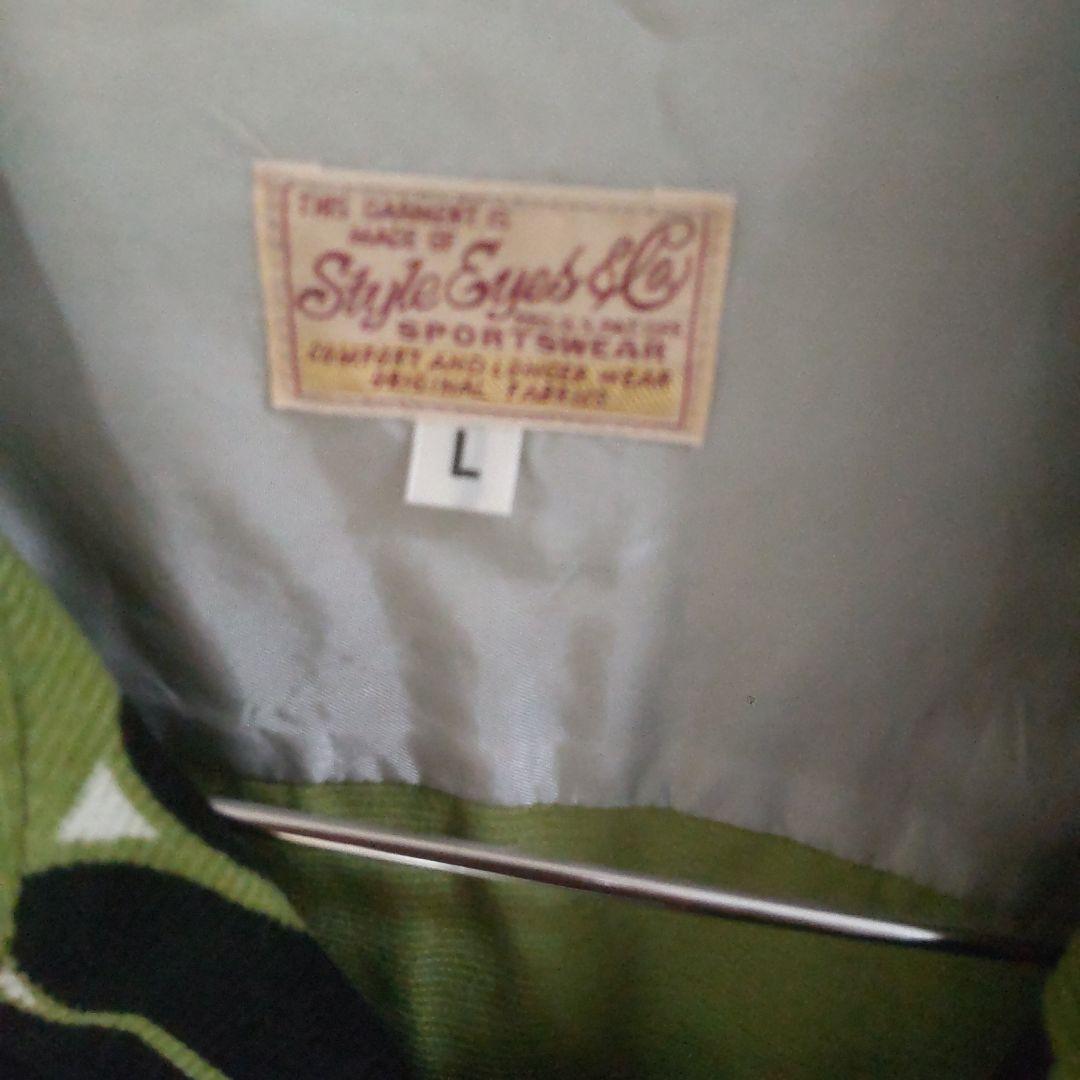 THIS GARMENT IS
MADE OF
Style Eyes & Co
SPORTSWEAR
COMFORT AND LONGER WEAR
ORIGINAL FABRICS
L